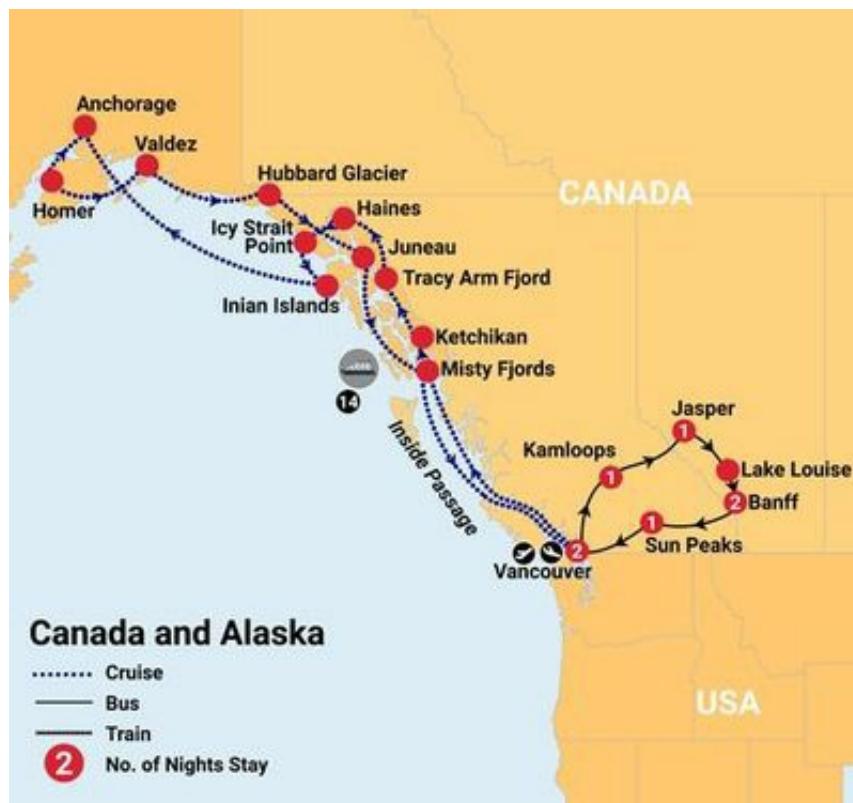 Anchorage
Valdez
Hubbard Glacier
CANADA
Homer
Haines
Icy Strait
Point
Juneau
Tracy Arm Fjord
Inian Islands
Ketchikan
Misty Fjords
14
Inside Passage
Jasper
1
Kamloops
1
Lake Louise
2
Banff
1
Sun Peaks
2
Vancouver
Canada and Alaska
Cruise
Bus
Train
2
No. of Nights Stay
USA